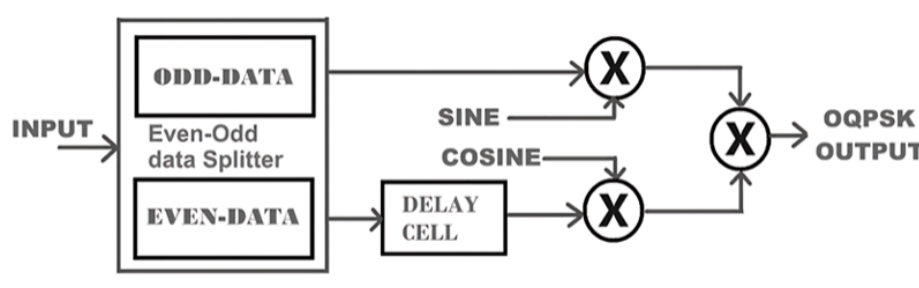 ODD-DATA
X
SINE
INPUT
Even-Odd
data Splitter
COSINE
X
OQPSK
OUTPUT
EVEN-DATA
DELAY
CELL
X